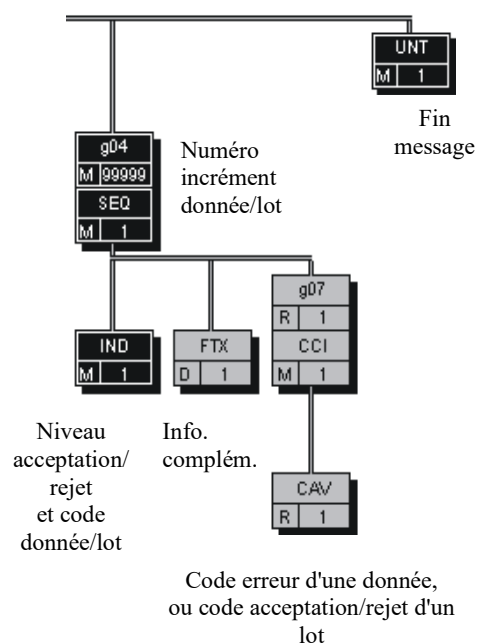 UNT
M 1
Fin
message
g04
M 99999
SEQ
M 1
Numéro
incrément
donnée/lot
g07
R 1
CCI
M 1
IND
M 1
FTX
D 1
Niveau
acceptation/
rejet
et code
donnée/lot
Info.
complém.
CAV
R 1
Code erreur d'une donnée,
ou code acceptation/rejet d'un
lot